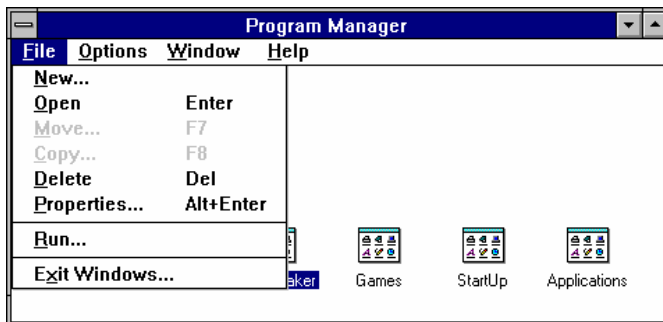 Program Manager
File Options Window Help
New...
Open Enter
Move... F7
Copy... F8
Delete Del
Properties... Alt+Enter
Run...
Exit Windows...
Games StartUp Applications